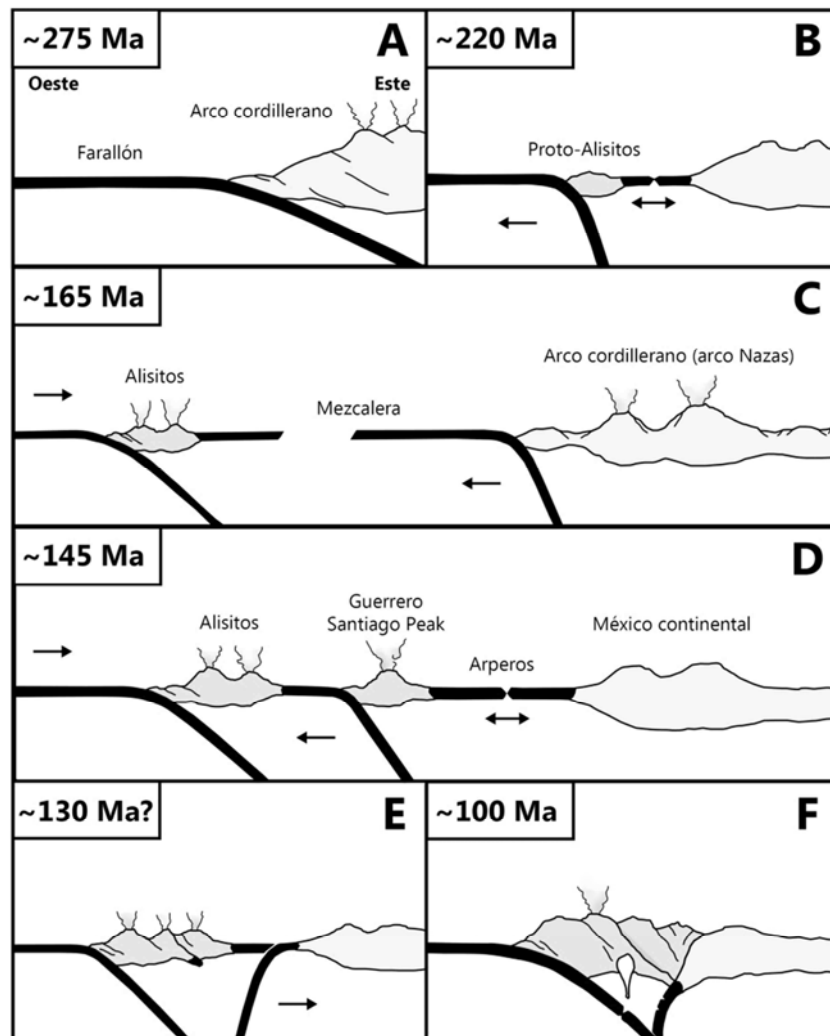 ~275 Ma
A
Oeste
Este
Arco cordillerano
Farallón
~220 Ma
B
Proto-Alisitos
~165 Ma
C
Arco cordillerano (arco Nazas)
Alisitos
Mezcalera
~145 Ma
D
Guerrero
Santiago Peak
Alisitos
México continental
Arperos
~130 Ma?
E
~100 Ma
F